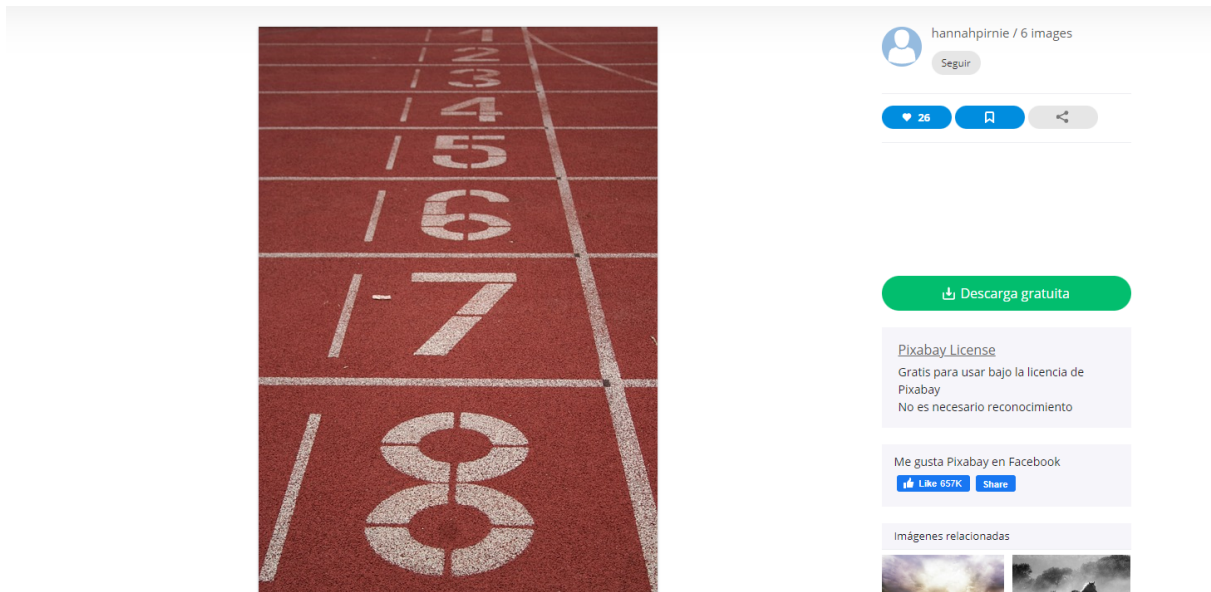 1
2
3
4
5
6
7
8
hannahpirnie / 6 images
Seguir
26
Descarga gratuita
Pixabay License
Gratis para usar bajo la licencia de
Pixabay
No es necesario reconocimiento
Me gusta Pixabay en Facebook
Like 657K Share
Imágenes relacionadas